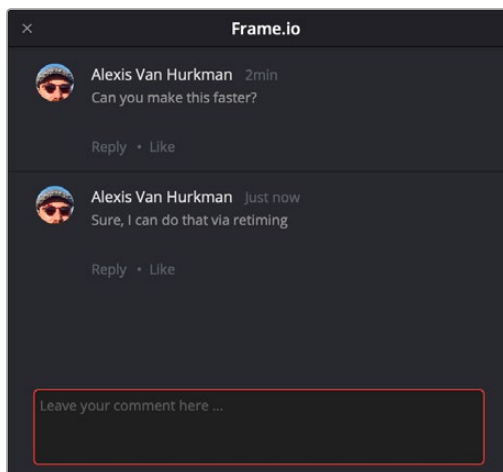 Frame.io
Alexis Van Hurkman 2min
Can you make this faster?
Reply • Like
Alexis Van Hurkman Just now
Sure, I can do that via retiming
Reply • Like
Leave your comment here ...